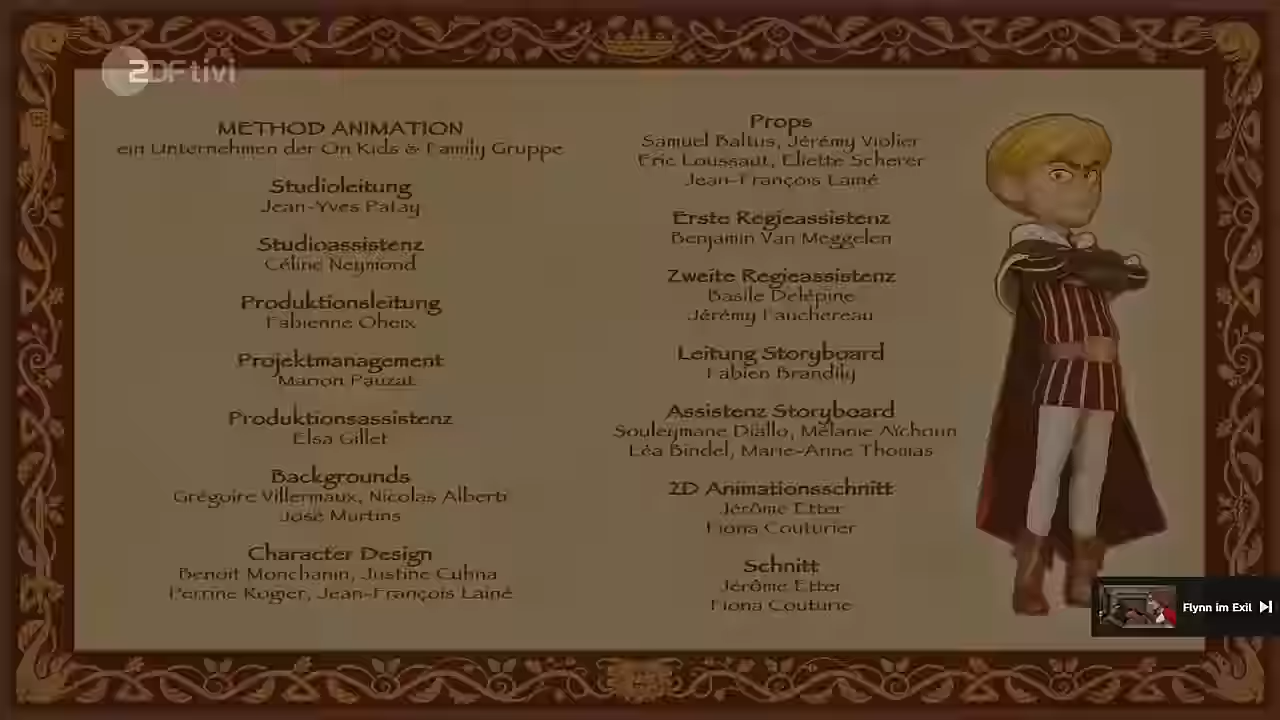 ZDFtivi
METHOD ANIMATION
ein Unternehmen der On Kids & Family Gruppe
Studioleitung
Jean-Yves Patay
Studioassistenz
Céline Neymond
Produktionsleitung
Fabienne Oheix
Projektmanagement
Manon Pauzat
Produktionsassistenz
Elsa Gillet
Backgrounds
Grégoire Villermaux, Nicolas Alberti
José Martins
Character Design
Benoit Monchanin, Justine Cunha
Perrine Rogier, Jean-François Lainé
Props
Samuel Baltus, Jérémy Violier
Eric Loussaut, Eliette Scherer
Jean-François Lainé
Erste Regieassistenz
Benjamin Van Meggelen
Zweite Regieassistenz
Basile Delépine
Jérémy Fauchereau
Leitung Storyboard
Fabien Brandily
Assistenz Storyboard
Souleymane Diallo, Mélanie Aïchoun
Léa Bindel, Marie-Anne Thomas
2D Animationsschnitt
Jérôme Etter
Fiona Couturier
Schnitt
Jérôme Etter
Fiona Couturie
Flynn im Exil